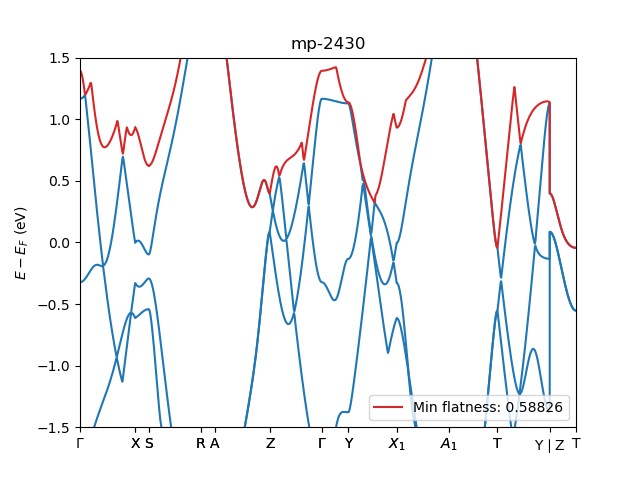 mp-2430
1.5
1.0
0.5
0.0
−0.5
−1.0
−1.5
E − E_F (eV)
Min flatness: 0.58826
Γ X S R A Z Γ Y X₁ A₁ T Y | Z T